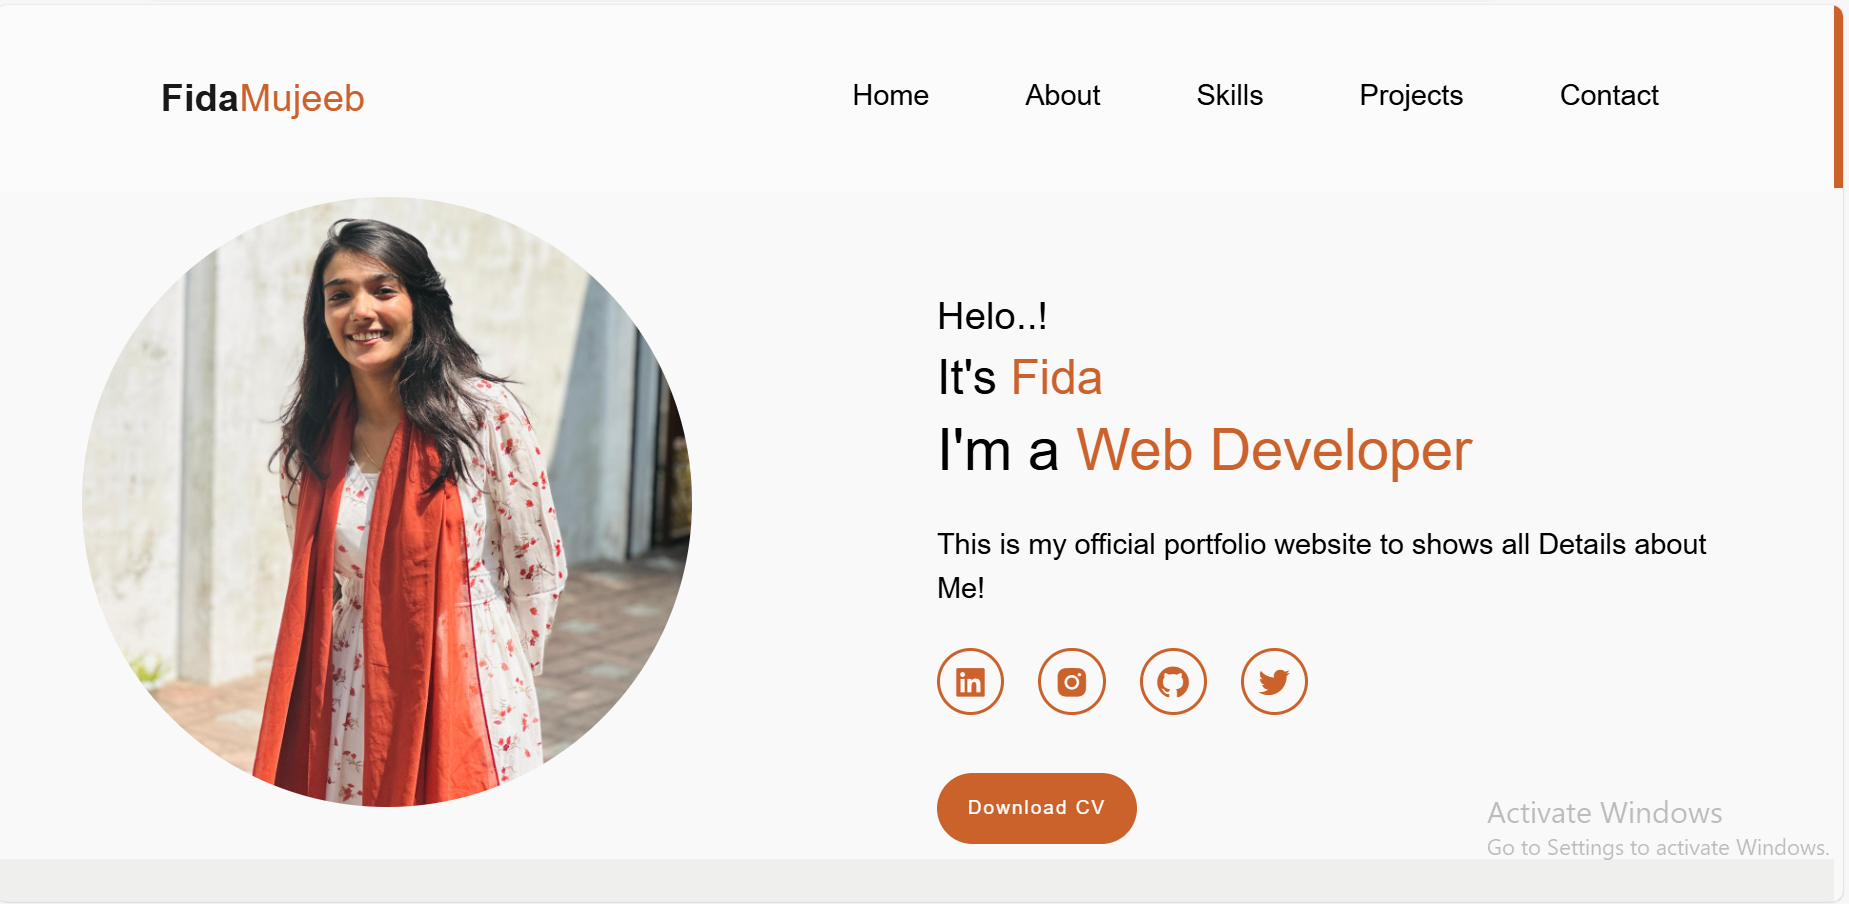 FidaMujeeb
Home About Skills Projects Contact
Helo..!
It's Fida
I'm a Web Developer
This is my official portfolio website to shows all Details about
Me!
in
Download CV
Activate Windows
Go to Settings to activate Windows.